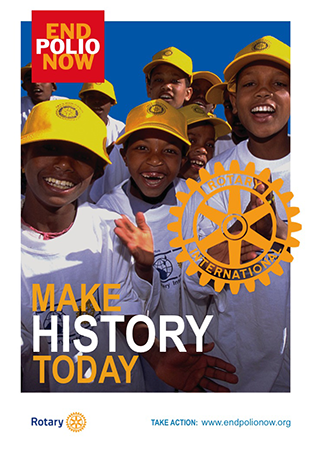 END
POLIO
NOW
ROTARY
INTERNATIONAL
MAKE
HISTORY
TODAY
Rotary
TAKE ACTION: www.endpolionow.org